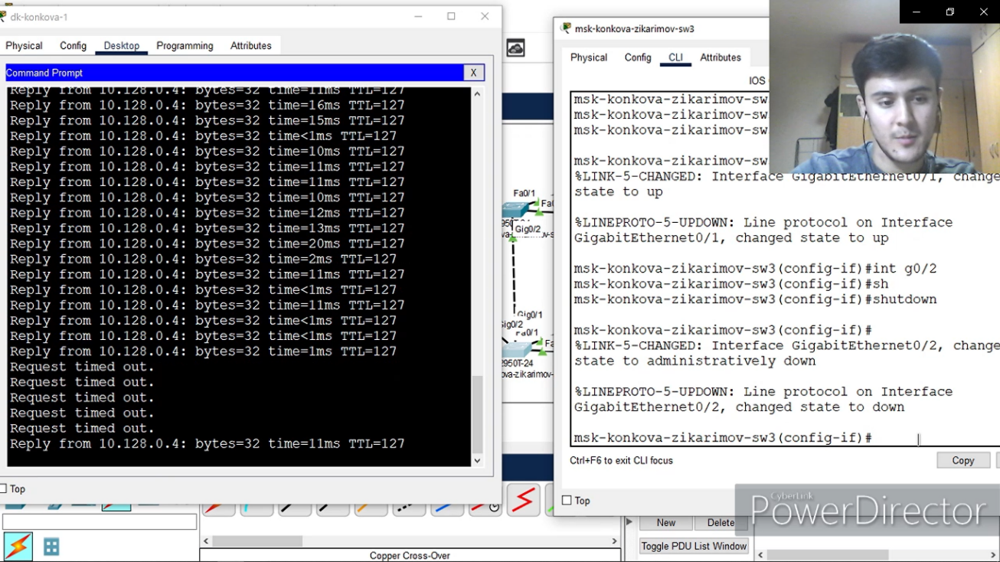 dk-konkova-1
Physical Config Desktop Programming Attributes
Command Prompt X
Reply from 10.128.0.4: bytes=32 time=11ms TTL=127
Reply from 10.128.0.4: bytes=32 time=16ms TTL=127
Reply from 10.128.0.4: bytes=32 time=15ms TTL=127
Reply from 10.128.0.4: bytes=32 time<1ms TTL=127
Reply from 10.128.0.4: bytes=32 time=10ms TTL=127
Reply from 10.128.0.4: bytes=32 time=11ms TTL=127
Reply from 10.128.0.4: bytes=32 time=11ms TTL=127
Reply from 10.128.0.4: bytes=32 time=10ms TTL=127
Reply from 10.128.0.4: bytes=32 time=12ms TTL=127
Reply from 10.128.0.4: bytes=32 time=13ms TTL=127
Reply from 10.128.0.4: bytes=32 time=20ms TTL=127
Reply from 10.128.0.4: bytes=32 time=2ms TTL=127
Reply from 10.128.0.4: bytes=32 time=11ms TTL=127
Reply from 10.128.0.4: bytes=32 time<1ms TTL=127
Reply from 10.128.0.4: bytes=32 time=11ms TTL=127
Reply from 10.128.0.4: bytes=32 time<1ms TTL=127
Reply from 10.128.0.4: bytes=32 time<1ms TTL=127
Reply from 10.128.0.4: bytes=32 time=1ms TTL=127
Request timed out.
Request timed out.
Request timed out.
Request timed out.
Request timed out.
Reply from 10.128.0.4: bytes=32 time=11ms TTL=127
Top
Fa0/1
Gig0/2
Gig0/1
Fa0/1
2950T-24
msk-konkova-zikarimov-sw3
Physical Config CLI Attributes
IOS
msk-konkova-zikarimov-sw
msk-konkova-zikarimov-sw
msk-konkova-zikarimov-sw
msk-konkova-zikarimov-sw
%LINK-5-CHANGED: Interface GigabitEthernet0/1, change
state to up
%LINEPROTO-5-UPDOWN: Line protocol on Interface
GigabitEthernet0/1, changed state to up
msk-konkova-zikarimov-sw3(config-if)#int g0/2
msk-konkova-zikarimov-sw3(config-if)#sh
msk-konkova-zikarimov-sw3(config-if)#shutdown
msk-konkova-zikarimov-sw3(config-if)#
%LINK-5-CHANGED: Interface GigabitEthernet0/2, change
state to administratively down
%LINEPROTO-5-UPDOWN: Line protocol on Interface
GigabitEthernet0/2, changed state to down
msk-konkova-zikarimov-sw3(config-if)#
Ctrl+F6 to exit CLI focus Copy
Top
CyberLink
PowerDirector
New Delete
Toggle PDU List Window
Copper Cross-Over